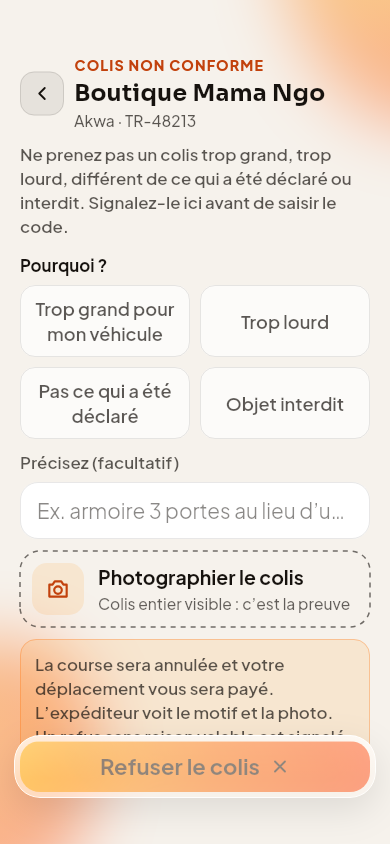 COLIS NON CONFORME
Boutique Mama Ngo
Akwa · TR-48213
Ne prenez pas un colis trop grand, trop
lourd, différent de ce qui a été déclaré ou
interdit. Signalez-le ici avant de saisir le
code.
Pourquoi ?
Trop grand pour
mon véhicule
Trop lourd
Pas ce qui a été
déclaré
Objet interdit
Précisez (facultatif)
Ex. armoire 3 portes au lieu d’u…
Photographier le colis
Colis entier visible : c’est la preuve
La course sera annulée et votre
déplacement vous sera payé.
L’expéditeur voit le motif et la photo.
Refuser le colis